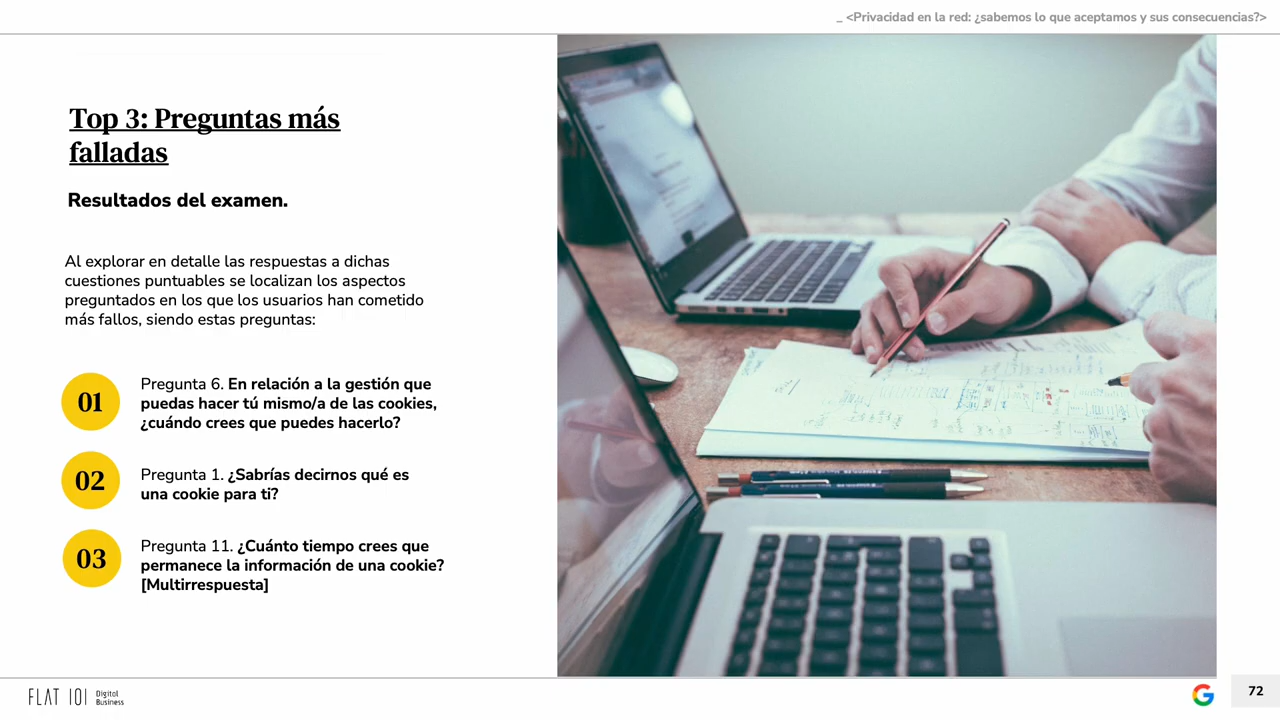 _ <Privacidad en la red: ¿sabemos lo que aceptamos y sus consecuencias?>
Top 3: Preguntas más
falladas
Resultados del examen.
Al explorar en detalle las respuestas a dichas
cuestiones puntuables se localizan los aspectos
preguntados en los que los usuarios han cometido
más fallos, siendo estas preguntas:
01
Pregunta 6. En relación a la gestión que
puedas hacer tú mismo/a de las cookies,
¿cuándo crees que puedes hacerlo?
02
Pregunta 1. ¿Sabrías decirnos qué es
una cookie para ti?
03
Pregunta 11. ¿Cuánto tiempo crees que
permanece la información de una cookie?
[Multirrespuesta]
FLAT 101 Digital
Business
G
72